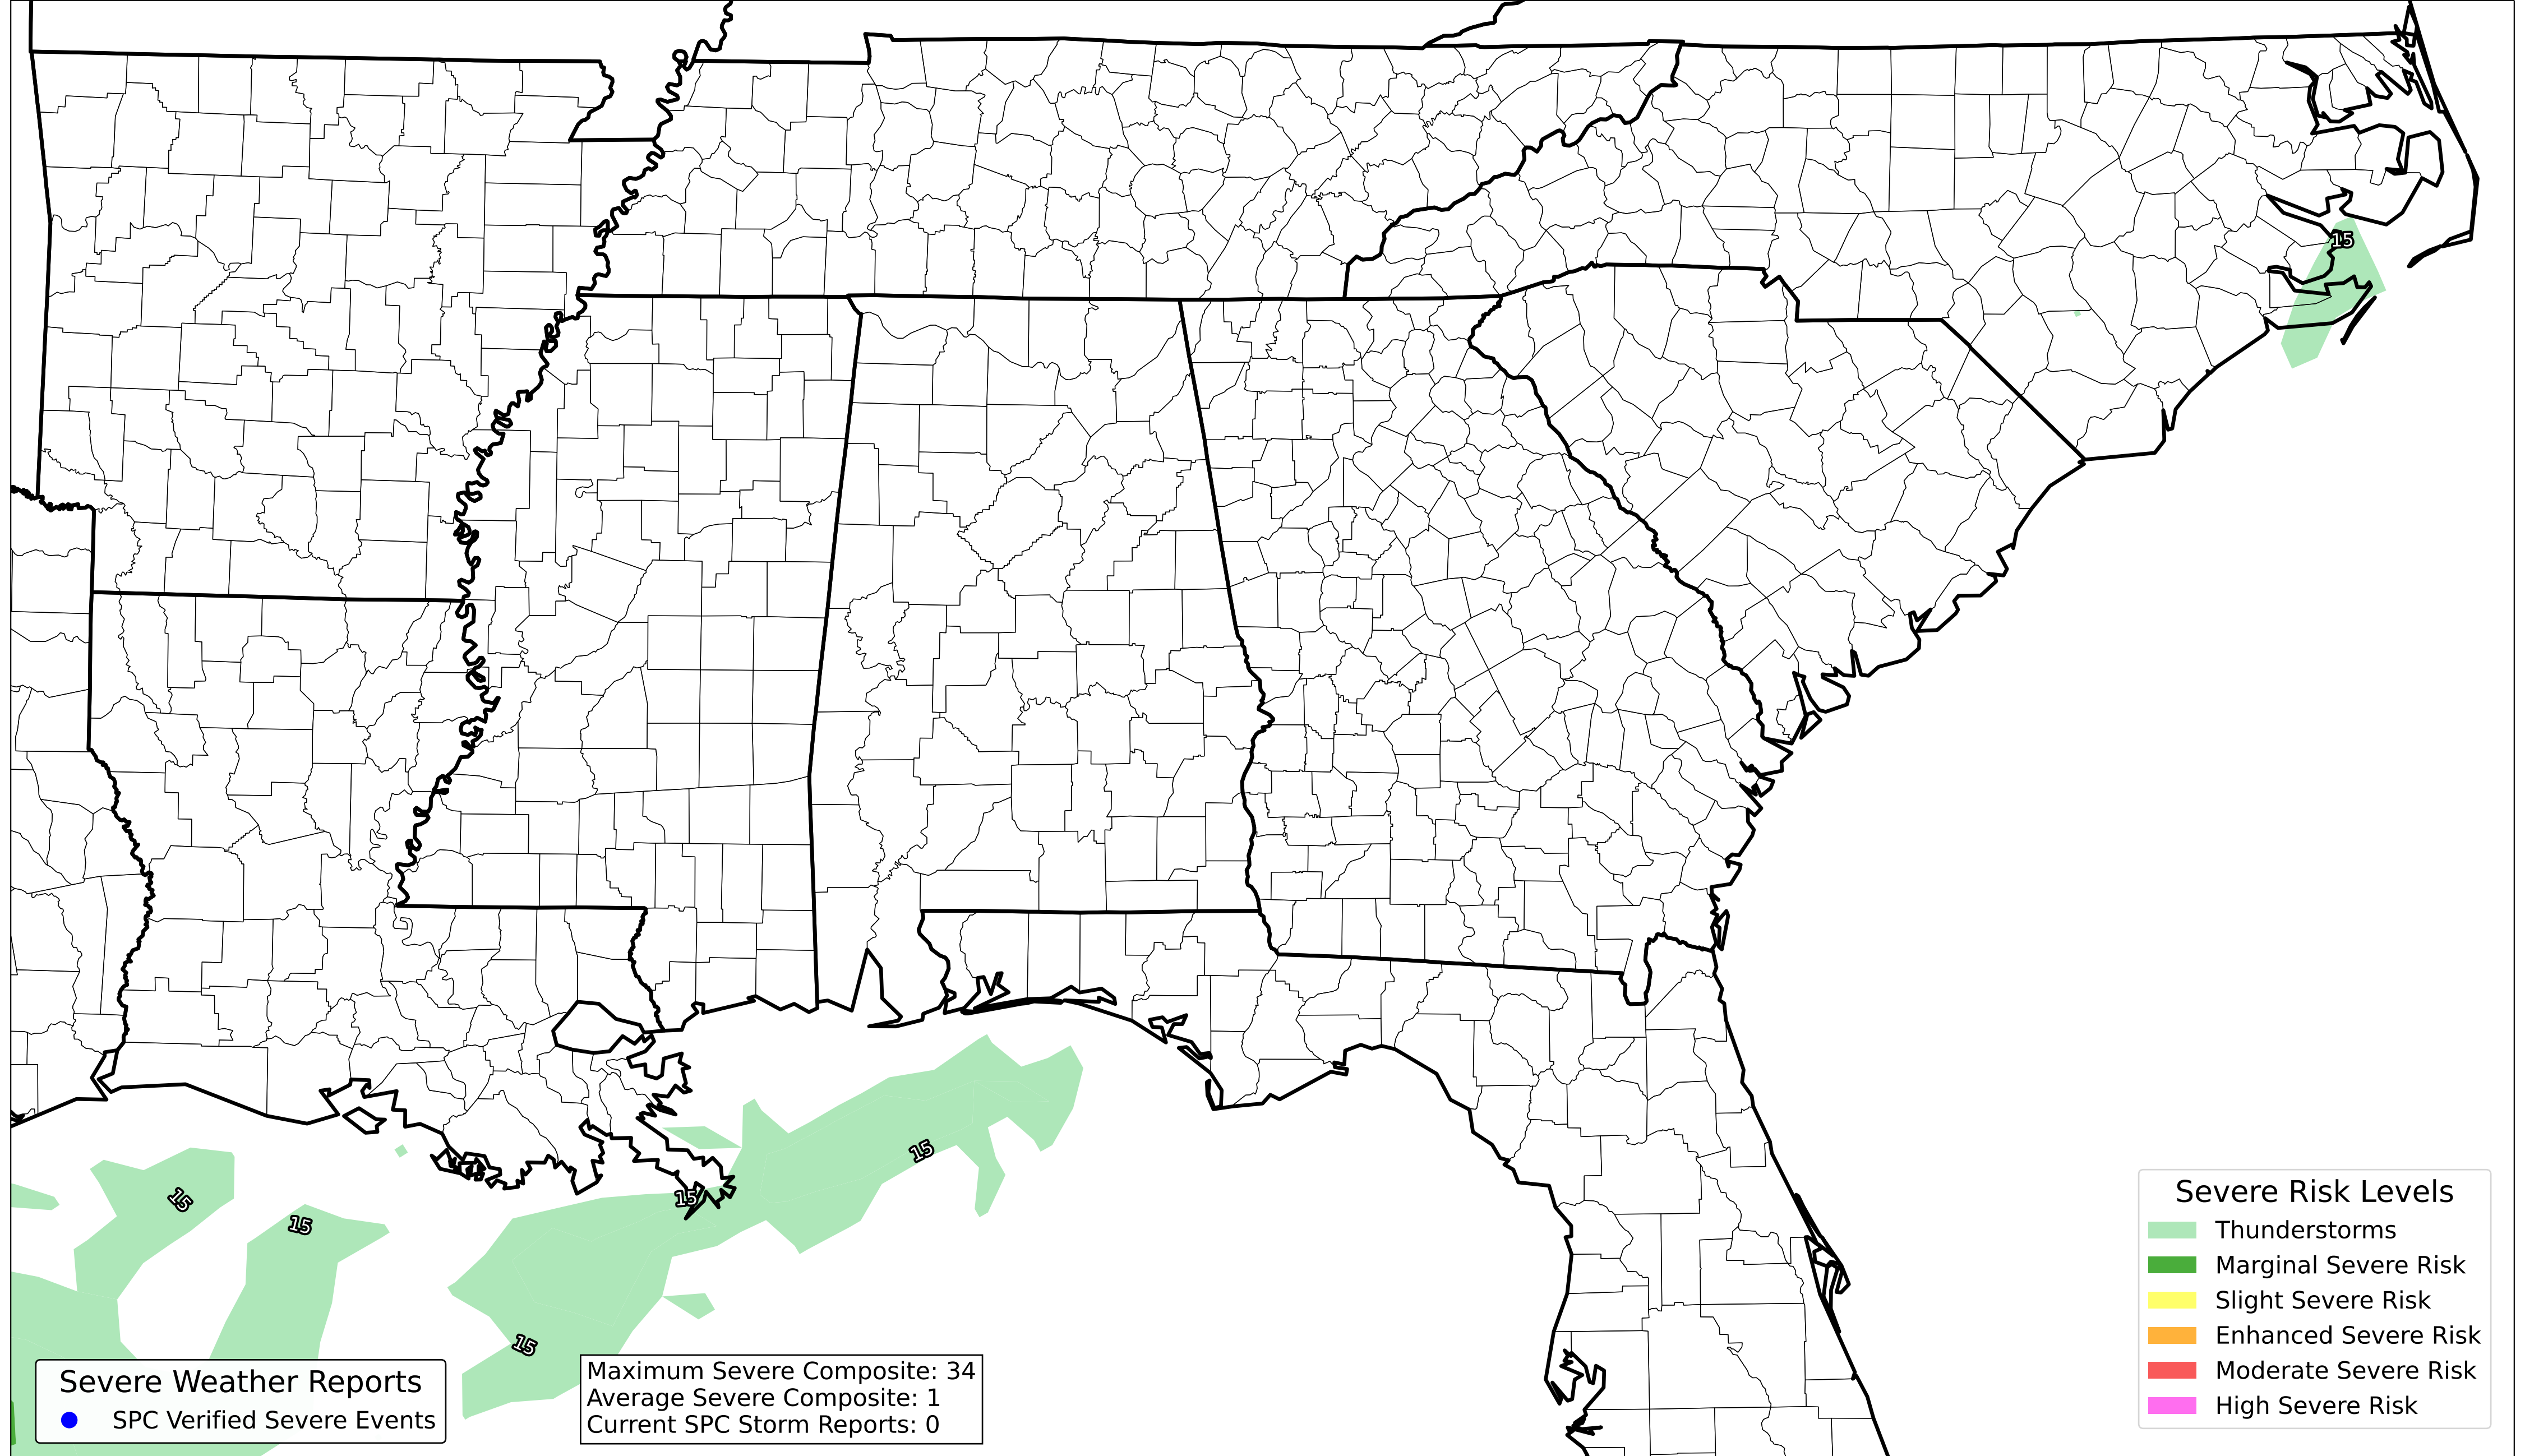 15
15
15
15
15
15
Severe Weather Reports
SPC Verified Severe Events
Maximum Severe Composite: 34
Average Severe Composite: 1
Current SPC Storm Reports: 0
Severe Risk Levels
Thunderstorms
Marginal Severe Risk
Slight Severe Risk
Enhanced Severe Risk
Moderate Severe Risk
High Severe Risk